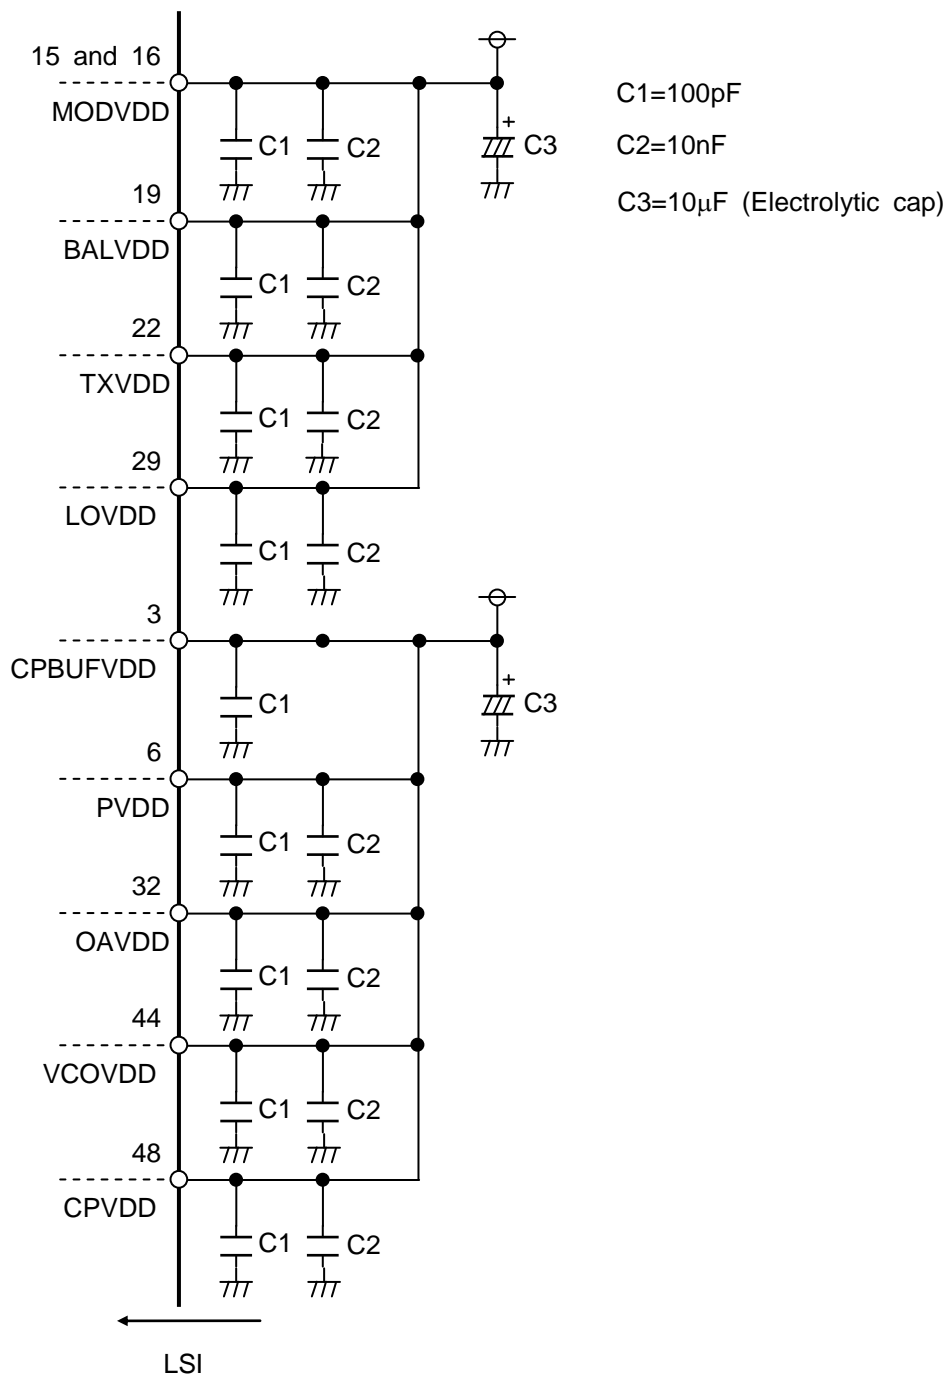 15 and 16
MODVDD
C1
C2
+
C3
C1=100pF
C2=10nF
C3=10μF (Electrolytic cap)
19
BALVDD
C1
C2
22
TXVDD
C1
C2
29
LOVDD
C1
C2
3
CPBUFVDD
C1
+
C3
6
PVDD
C1
C2
32
OAVDD
C1
C2
44
VCOVDD
C1
C2
48
CPVDD
C1
C2
LSI